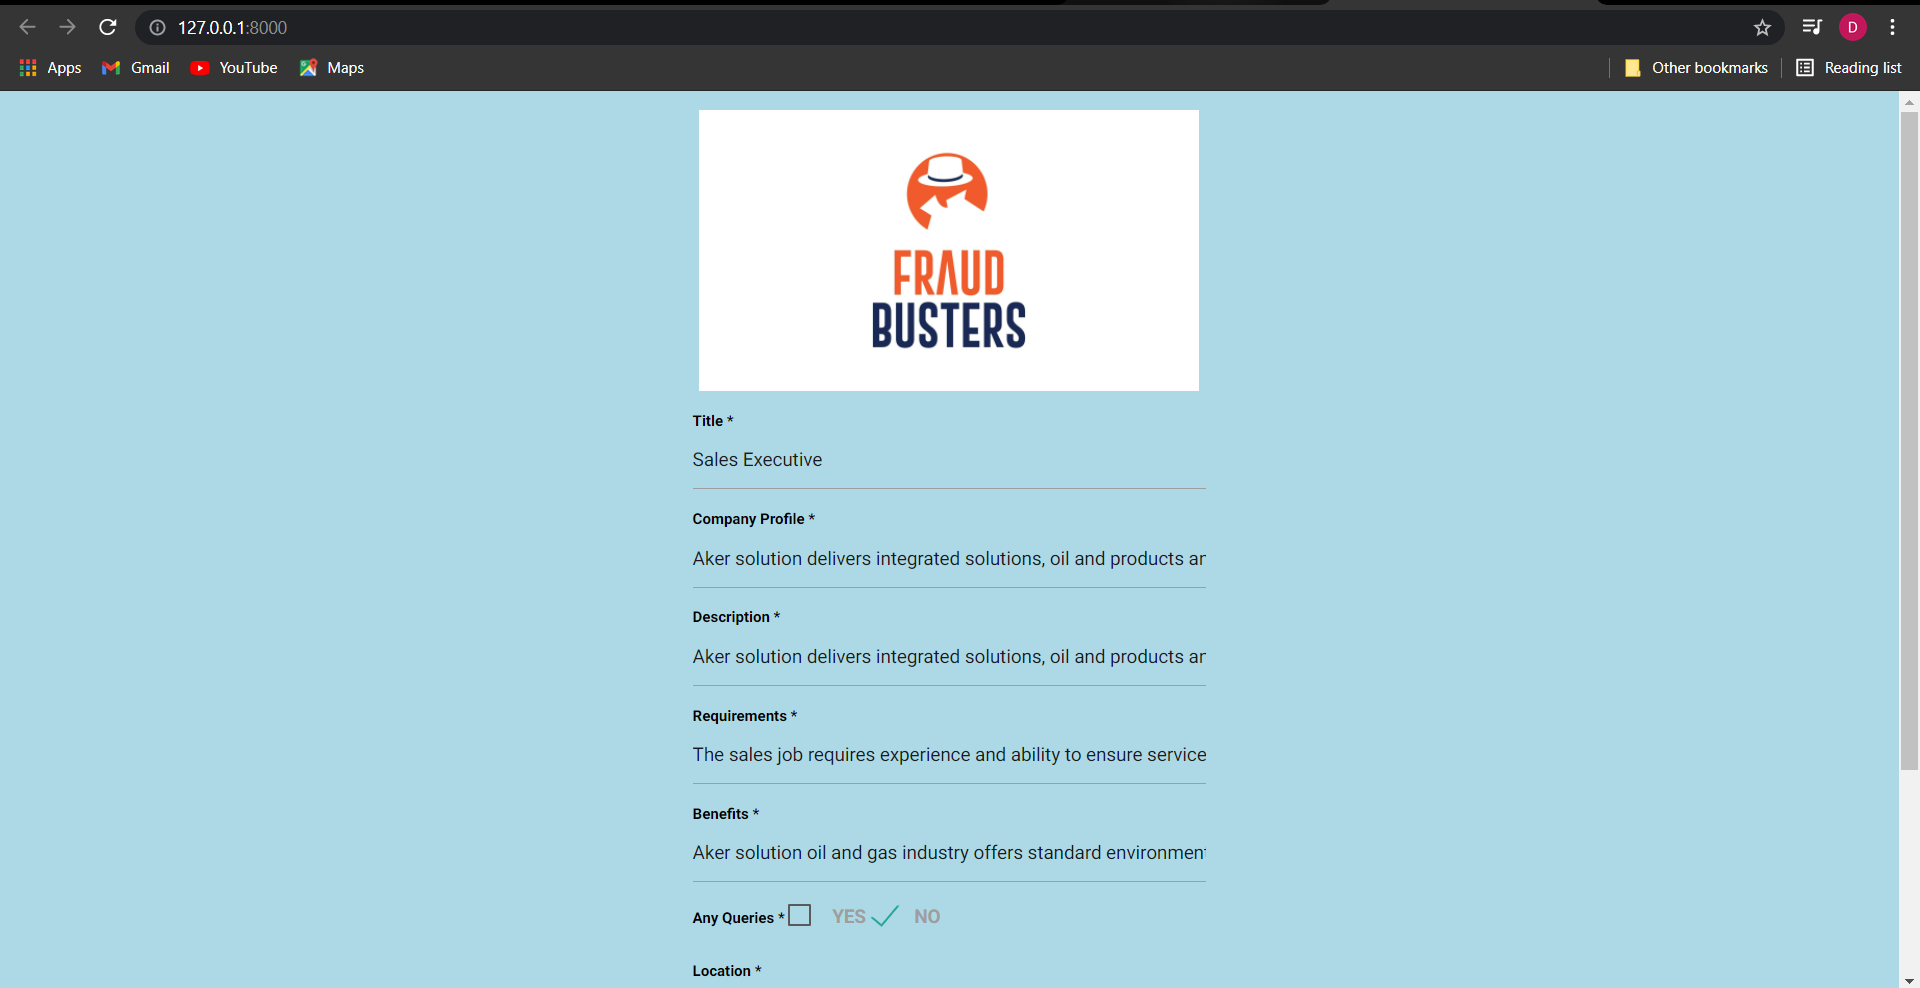 127.0.0.1:8000
D
Apps Gmail YouTube Maps Other bookmarks Reading list
FRAUD
BUSTERS
Title *
Sales Executive
Company Profile *
Aker solution delivers integrated solutions, oil and products an
Description *
Aker solution delivers integrated solutions, oil and products an
Requirements *
The sales job requires experience and ability to ensure service
Benefits *
Aker solution oil and gas industry offers standard environment
Any Queries * YES NO
Location *